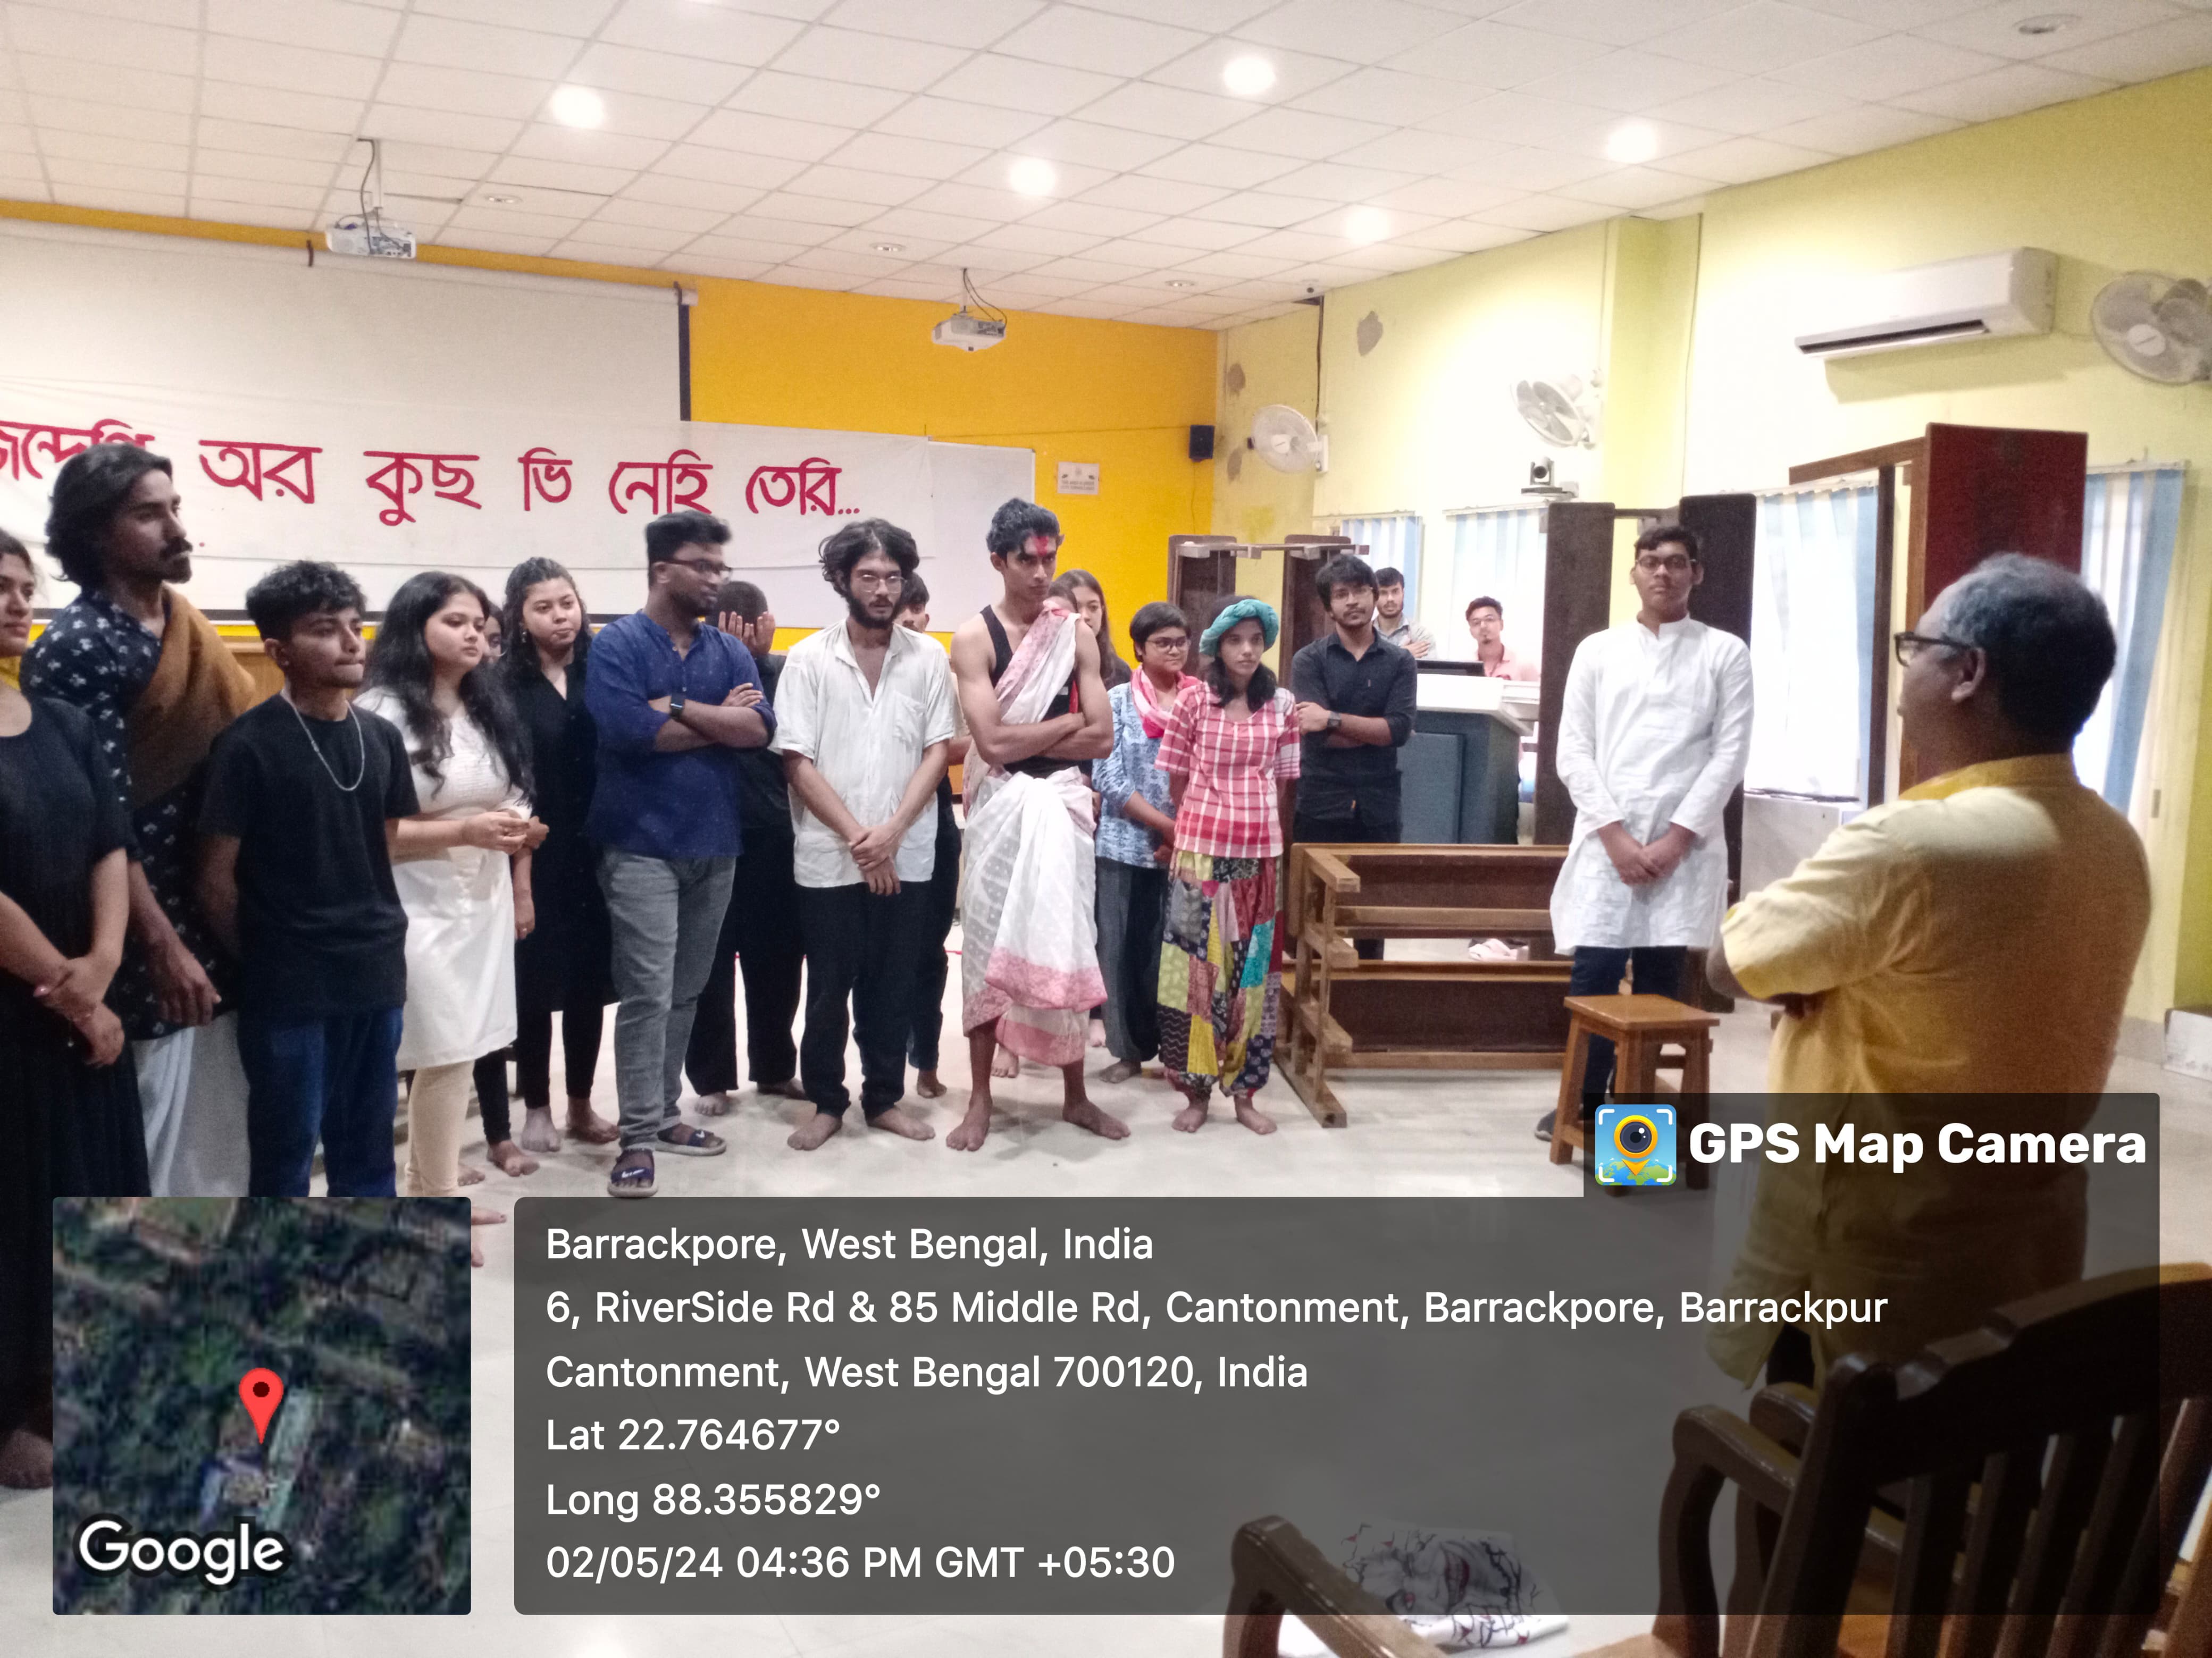 জিন্দেগি অর কুছ ভি নেহি তেরি...
GPS Map Camera
Barrackpore, West Bengal, India
6, RiverSide Rd & 85 Middle Rd, Cantonment, Barrackpore, Barrackpur
Cantonment, West Bengal 700120, India
Lat 22.764677°
Long 88.355829°
02/05/24 04:36 PM GMT +05:30
Google